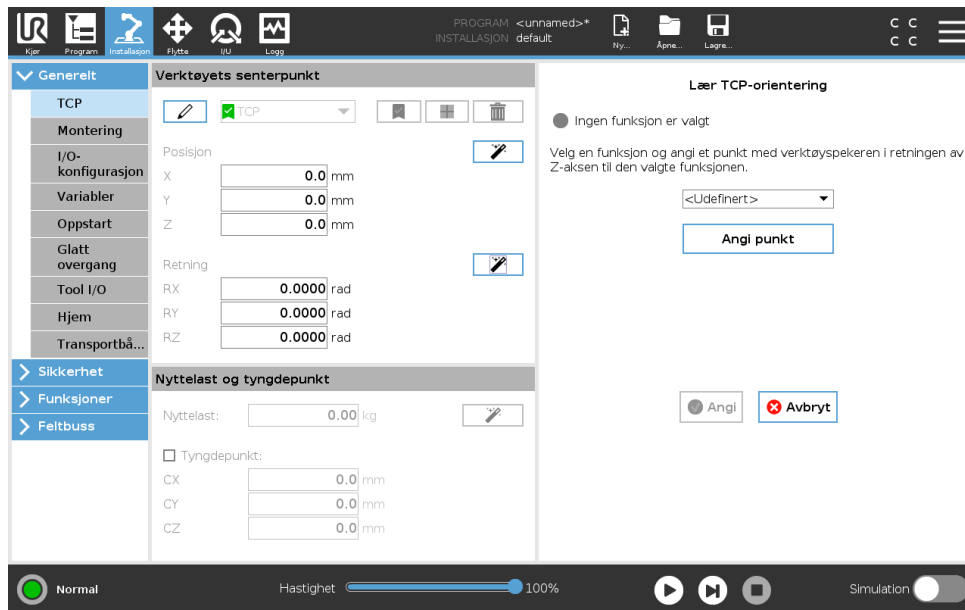 PROGRAM <unnamed>*
INSTALLASJON default
C C
C C
Kjør Program Installasjon Flytte I/U Logg Ny... Åpne... Lagre...
Generelt
TCP
Montering
I/O-
konfigurasjon
Variabler
Oppstart
Glatt
overgang
Tool I/O
Hjem
Transportbå...
Sikkerhet
Funksjoner
Feltbuss
Verktøyets senterpunkt
TCP
Posisjon
X 0.0 mm
Y 0.0 mm
Z 0.0 mm
Retning
RX 0.0000 rad
RY 0.0000 rad
RZ 0.0000 rad
Nyttelast og tyngdepunkt
Nyttelast: 0.00 kg
Tyngdepunkt:
CX 0.0 mm
CY 0.0 mm
CZ 0.0 mm
Lær TCP-orientering
Ingen funksjon er valgt
Velg en funksjon og angi et punkt med verktøyspekeren i retningen av
Z-aksen til den valgte funksjonen.
<Udefinert>
Angi punkt
Angi Avbryt
Normal Hastighet 100% Simulation